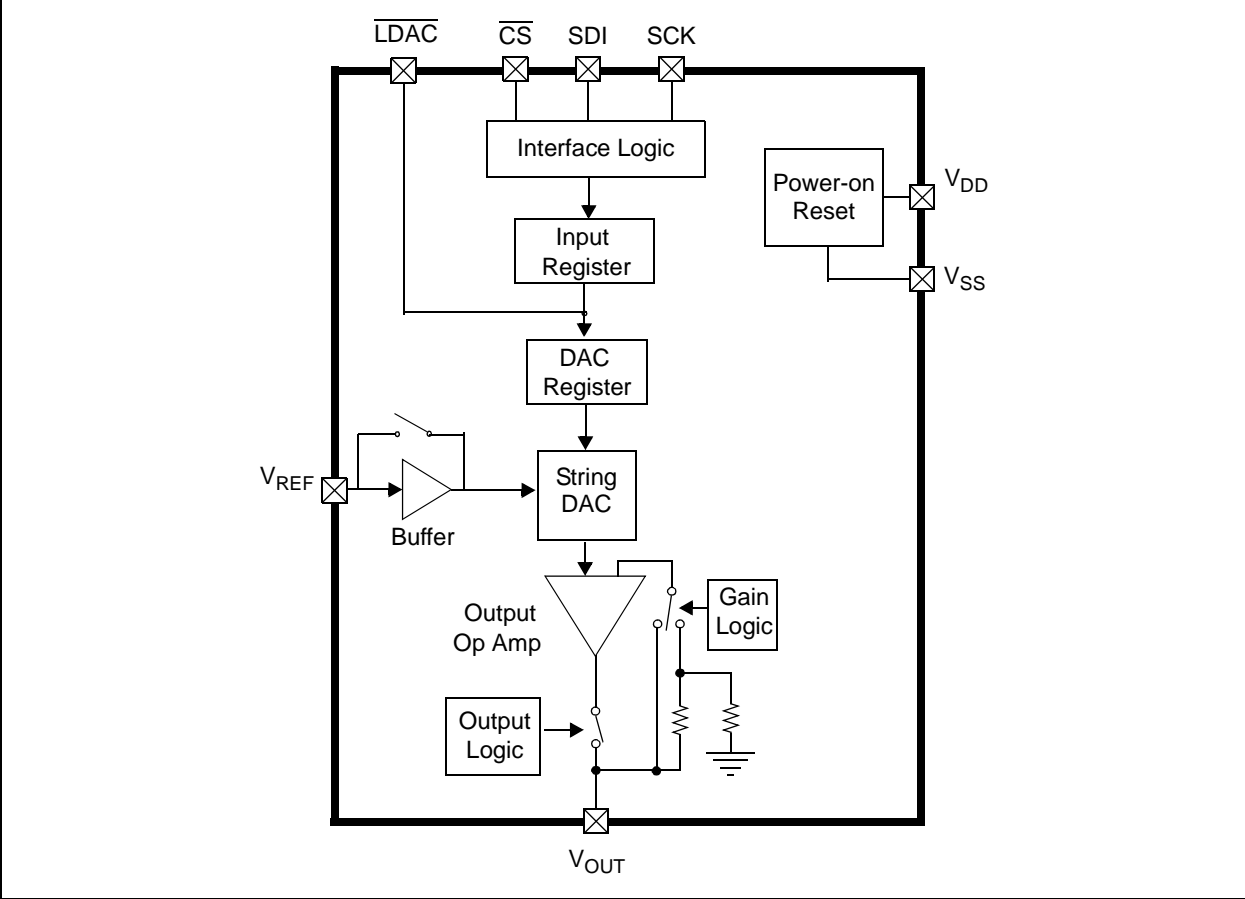 LDAC CS SDI SCK
Interface Logic
Power-on
Reset
VDD
Input
Register
VSS
DAC
Register
VREF
String
DAC
Buffer
Output
Op Amp
Gain
Logic
Output
Logic
VOUT